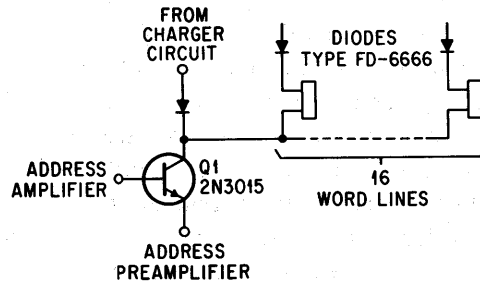 FROM
CHARGER
CIRCUIT
DIODES
TYPE FD-6666
ADDRESS
AMPLIFIER
Q1
2N3015
16
WORD LINES
ADDRESS
PREAMPLIFIER